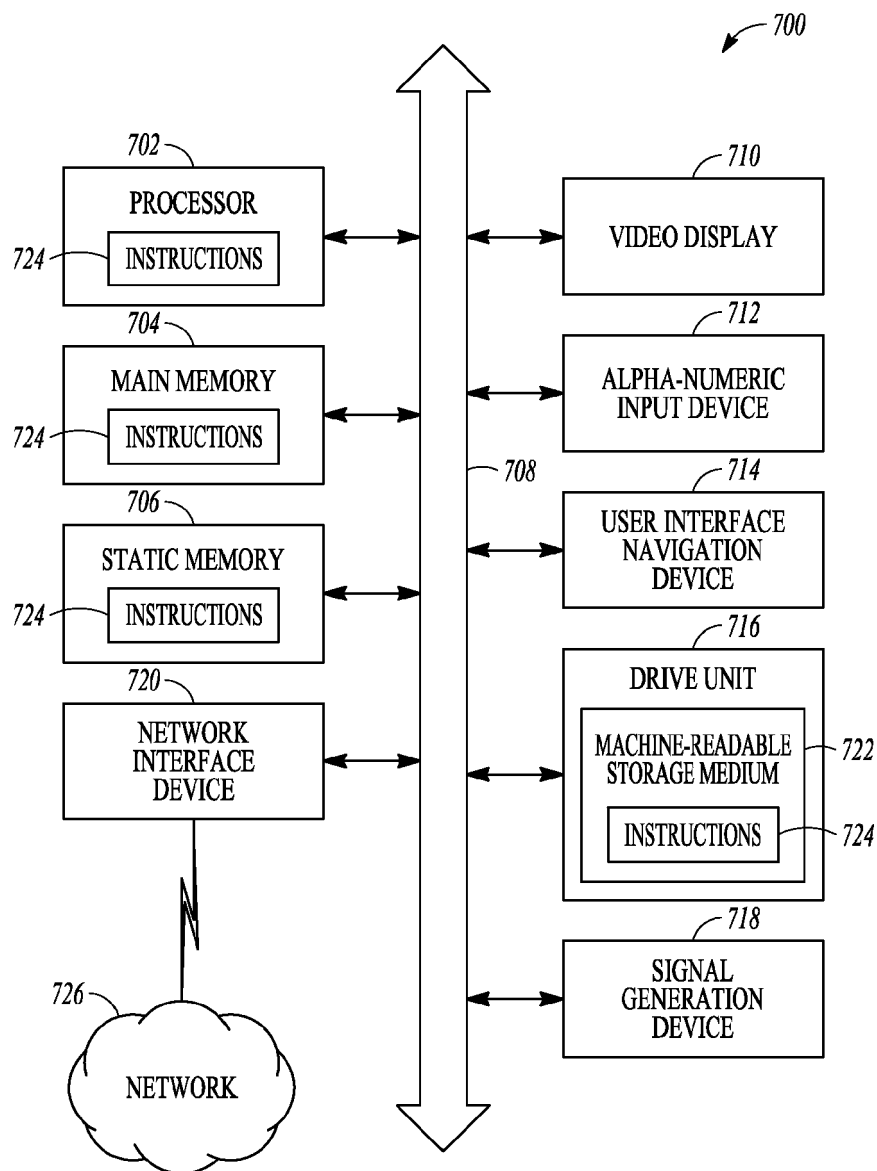 700
702
PROCESSOR
724
INSTRUCTIONS
704
MAIN MEMORY
724
INSTRUCTIONS
706
STATIC MEMORY
724
INSTRUCTIONS
720
NETWORK
INTERFACE
DEVICE
726
NETWORK
708
710
VIDEO DISPLAY
712
ALPHA-NUMERIC
INPUT DEVICE
714
USER INTERFACE
NAVIGATION
DEVICE
716
DRIVE UNIT
MACHINE-READABLE
STORAGE MEDIUM
722
INSTRUCTIONS
724
718
SIGNAL
GENERATION
DEVICE